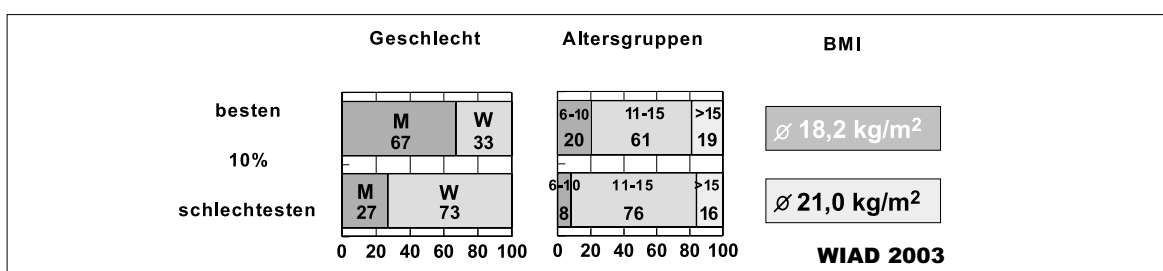 Geschlecht Altersgruppen BMI
besten
M W
67 33
6-10 11-15 >15
20 61 19
⌀ 18,2 kg/m²
10%
schlechtesten
M W
27 73
6-10 11-15 >15
8 76 16
⌀ 21,0 kg/m²
0 20 40 60 80 100 0 20 40 60 80 100
WIAD 2003